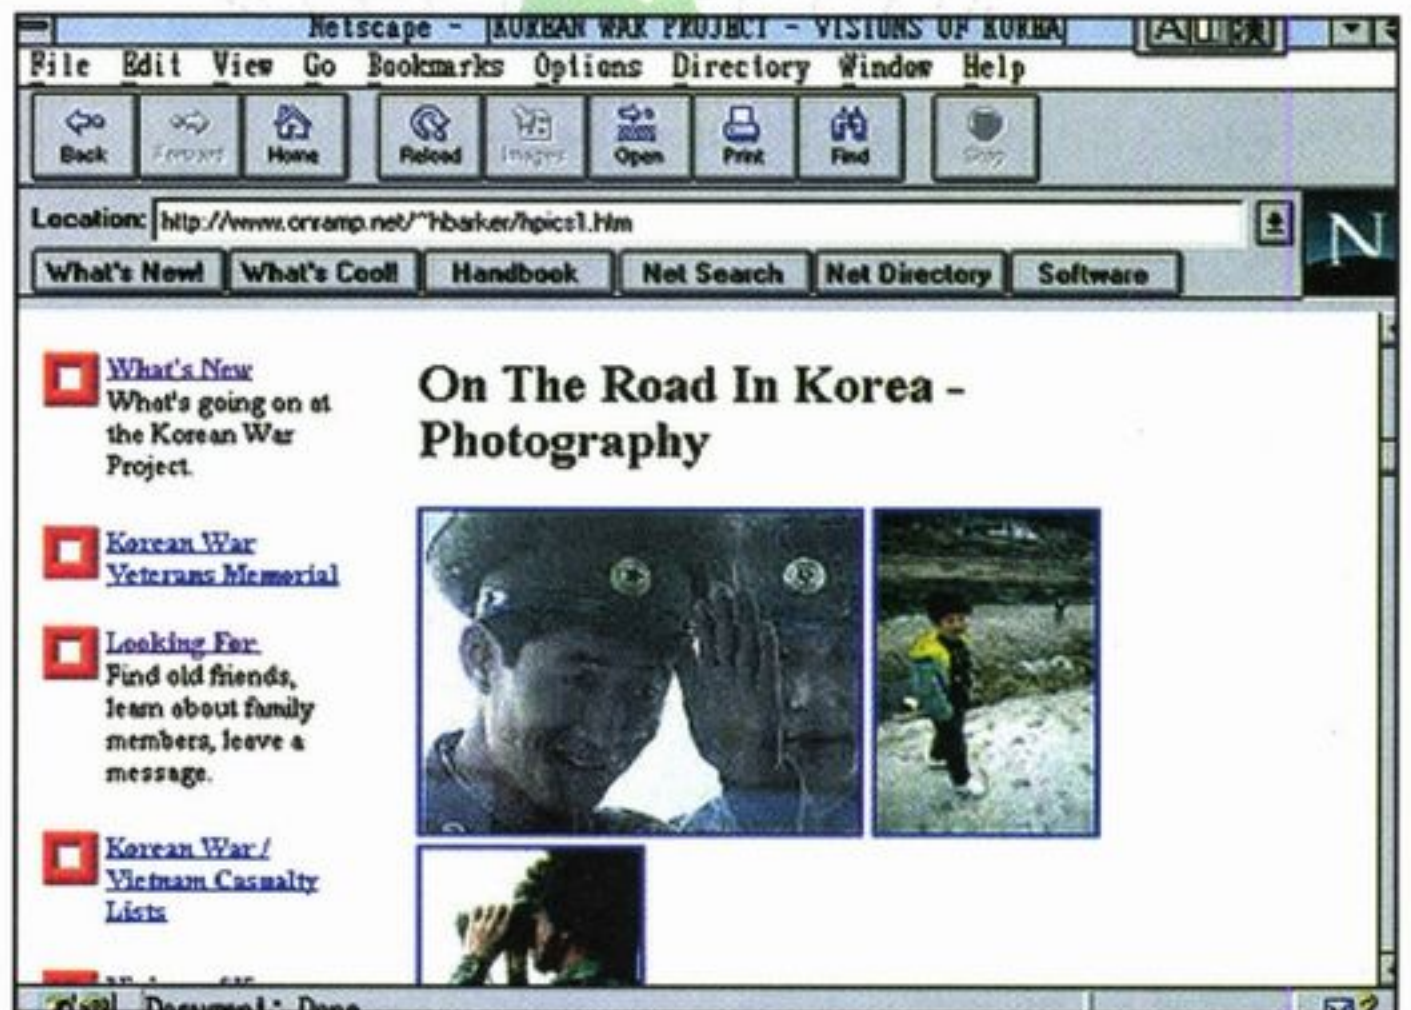 Netscape - [KOREAN WAR PROJECT - VISIONS OF KOREA]
File Edit View Go Bookmarks Options Directory Window Help
Back Forward Home Reload Images Open Print Find Stop
Location: http://www.onramp.net/~hbarker/hpics1.htm
What's New! What's Cool! Handbook Net Search Net Directory Software
N
What's New
What's going on at
the Korean War
Project.
Korean War
Veterans Memorial
Looking For
Find old friends,
learn about family
members, leave a
message.
Korean War /
Vietnam Casualty
Lists
On The Road In Korea -
Photography
Document: Done